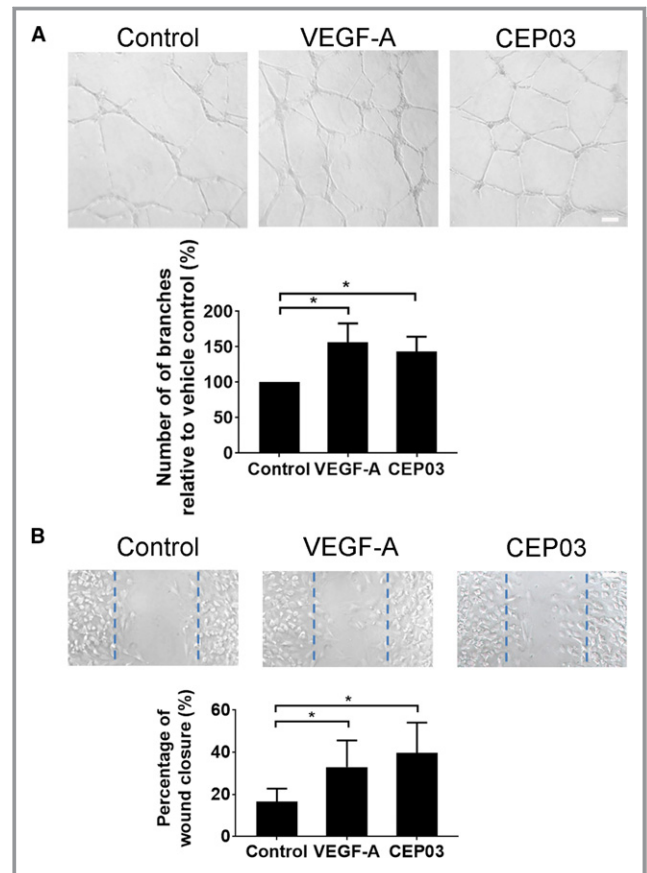 A
Control VEGF-A CEP03
Number of of branches
relative to vehicle control (%)
200
150
100
50
0
*
*
Control VEGF-A CEP03
B
Control VEGF-A CEP03
Percentage of
wound closure (%)
60
40
20
0
*
*
Control VEGF-A CEP03